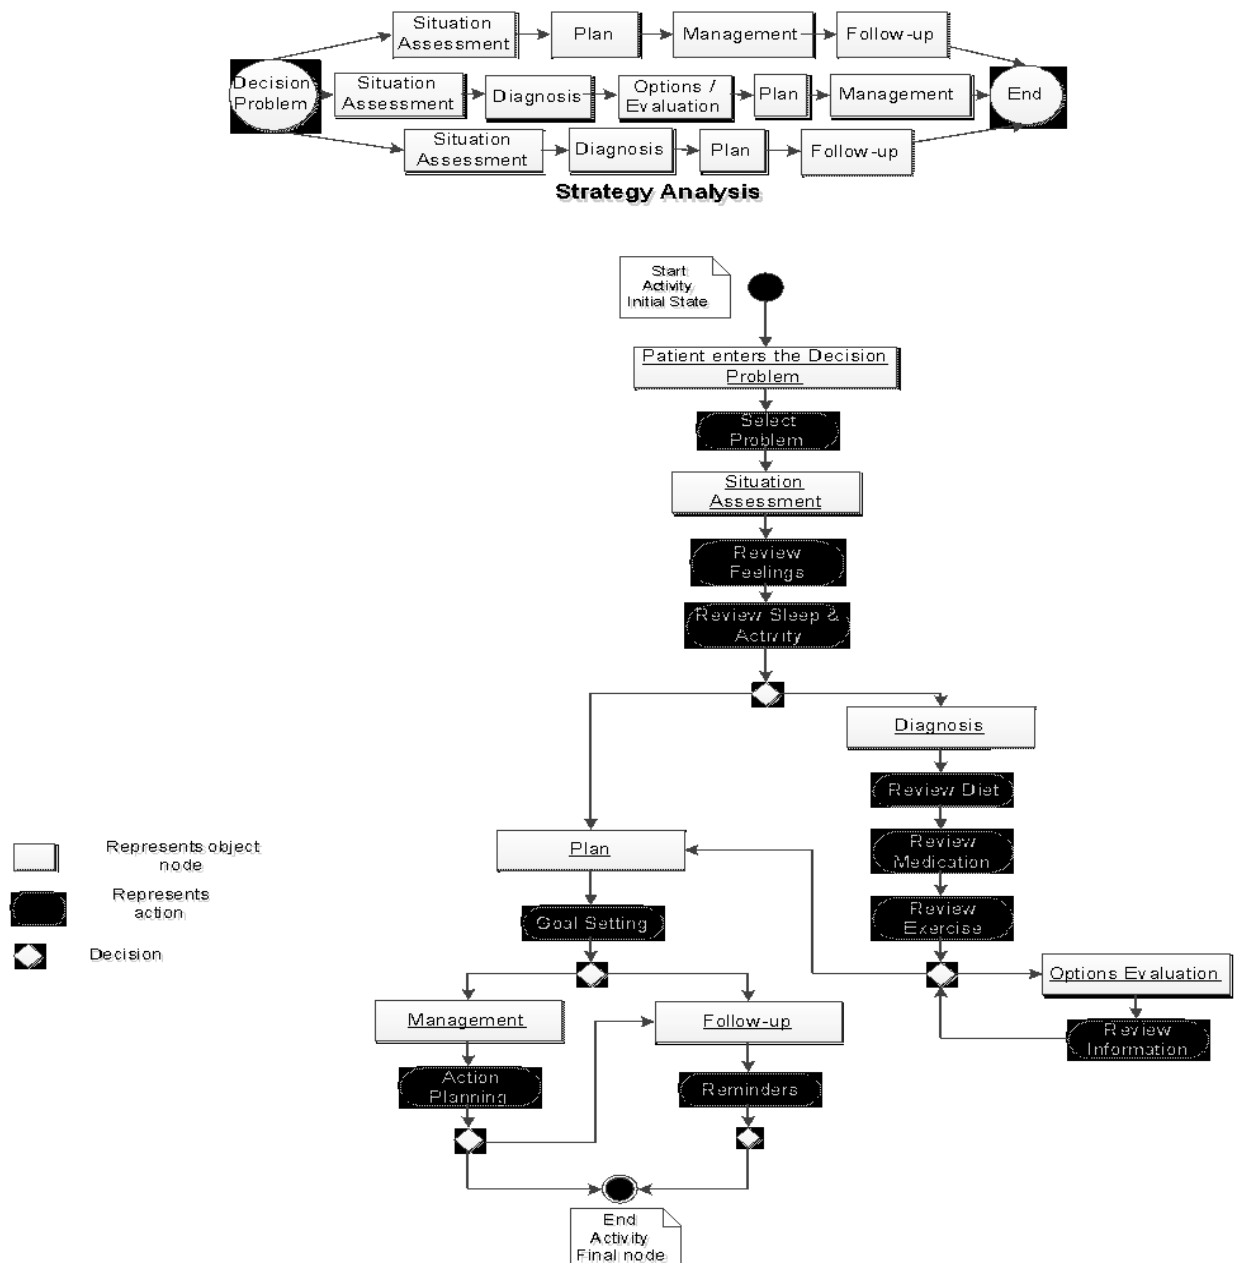 Situation
Assessment
Plan
Management
Follow-up
Decision
Problem
Situation
Assessment
Diagnosis
Options /
Evaluation
Plan
Management
End
Situation
Assessment
Diagnosis
Plan
Follow-up
Strategy Analysis
Start
Activity
Initial State
Patient enters the Decision
Problem
Select
Problem
Situation
Assessment
Review
Feelings
Review Sleep &
Activity
Diagnosis
Review Diet
Review
Medication
Review
Exercise
Plan
Goal Setting
Options Evaluation
Review
Information
Management
Follow-up
Action
Planning
Reminders
End
Activity
Final node
Represents object
node
Represents
action
Decision